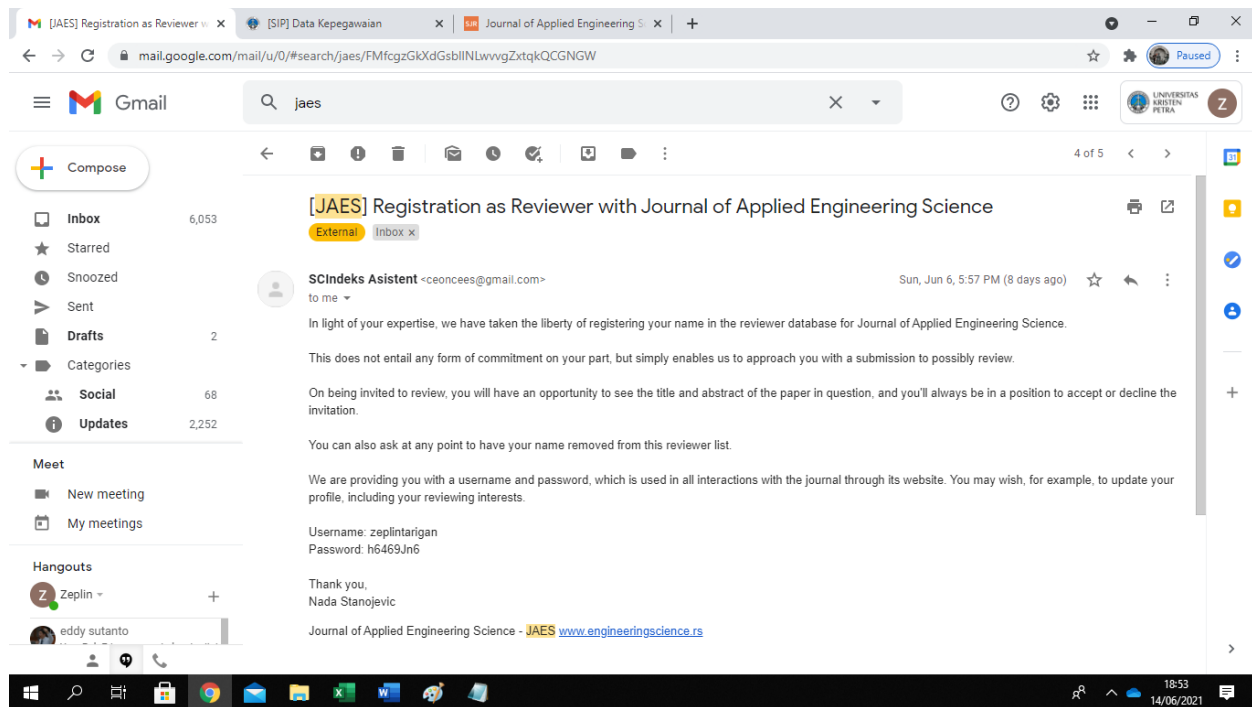 [JAES] Registration as Reviewer w
[SIP] Data Kepegawaian
SJR Journal of Applied Engineering S
mail.google.com/mail/u/0/#search/jaes/FMfcgzGkXdGsblINLwvvgZxtqkQCGNGW
Paused
Gmail
jaes
UNIVERSITAS
KRISTEN
PETRA
Z
Compose
4 of 5
31
Inbox 6,053
Starred
Snoozed
Sent
Drafts 2
Categories
Social 68
Updates 2,252
Meet
New meeting
My meetings
Hangouts
Z Zeplin
eddy sutanto
[JAES] Registration as Reviewer with Journal of Applied Engineering Science
External Inbox x
SCIndeks Asistent <ceoncees@gmail.com> Sun, Jun 6, 5:57 PM (8 days ago)
to me
In light of your expertise, we have taken the liberty of registering your name in the reviewer database for Journal of Applied Engineering Science.
This does not entail any form of commitment on your part, but simply enables us to approach you with a submission to possibly review.
On being invited to review, you will have an opportunity to see the title and abstract of the paper in question, and you'll always be in a position to accept or decline the
invitation.
You can also ask at any point to have your name removed from this reviewer list.
We are providing you with a username and password, which is used in all interactions with the journal through its website. You may wish, for example, to update your
profile, including your reviewing interests.
Username: zeplintarigan
Password: h6469Jn6
Thank you,
Nada Stanojevic
Journal of Applied Engineering Science - JAES www.engineeringscience.rs
18:53
14/06/2021